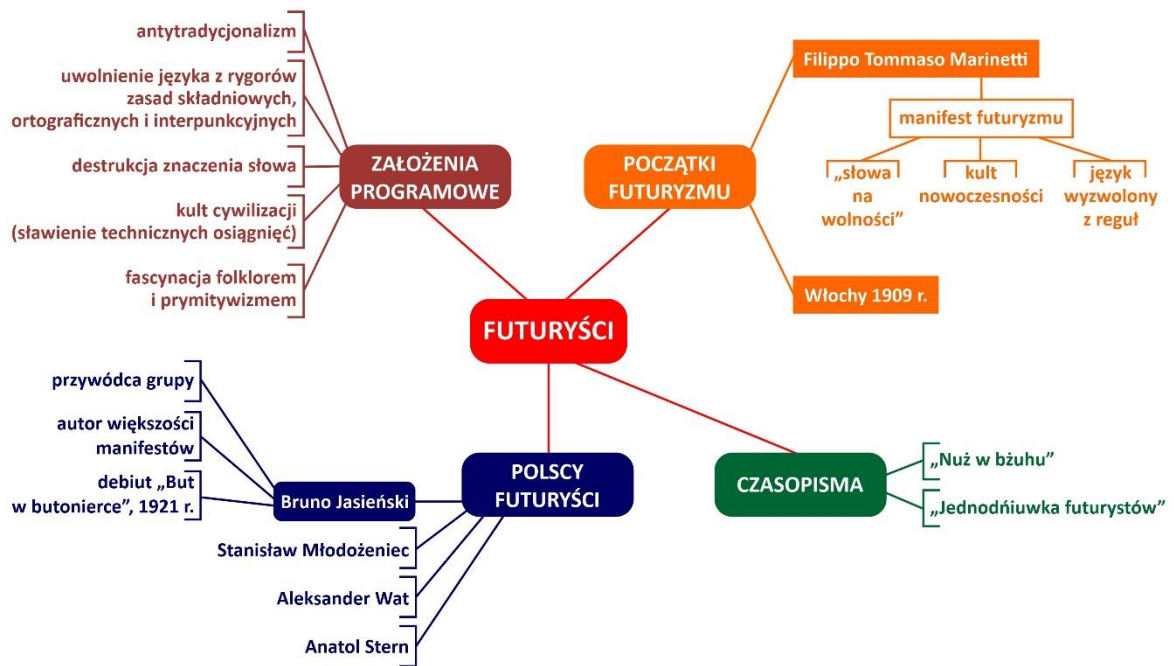 antytradycjonalizm
uwolnienie języka z rygorów
zasad składniowych,
ortograficznych i interpunkcyjnych
destrukcja znaczenia słowa
kult cywilizacji
(sławienie technicznych osiągnięć)
fascynacja folklorem
i prymitywizmem
ZAŁOŻENIA
PROGRAMOWE
POCZĄTKI
FUTURYZMU
Filippo Tommaso Marinetti
manifest futuryzmu
„słowa
na
wolności”
kult
nowoczesności
język
wyzwolony
z reguł
Włochy 1909 r.
FUTURYŚCI
przywódca grupy
autor większości
manifestów
debiut „But
w butonierce”, 1921 r.
Bruno Jasieński
POLSCY
FUTURYŚCI
Stanisław Młodożeniec
Aleksander Wat
Anatol Stern
CZASOPISMA
„Nuż w bżuhu”
„Jednodńiuwka futurystów”